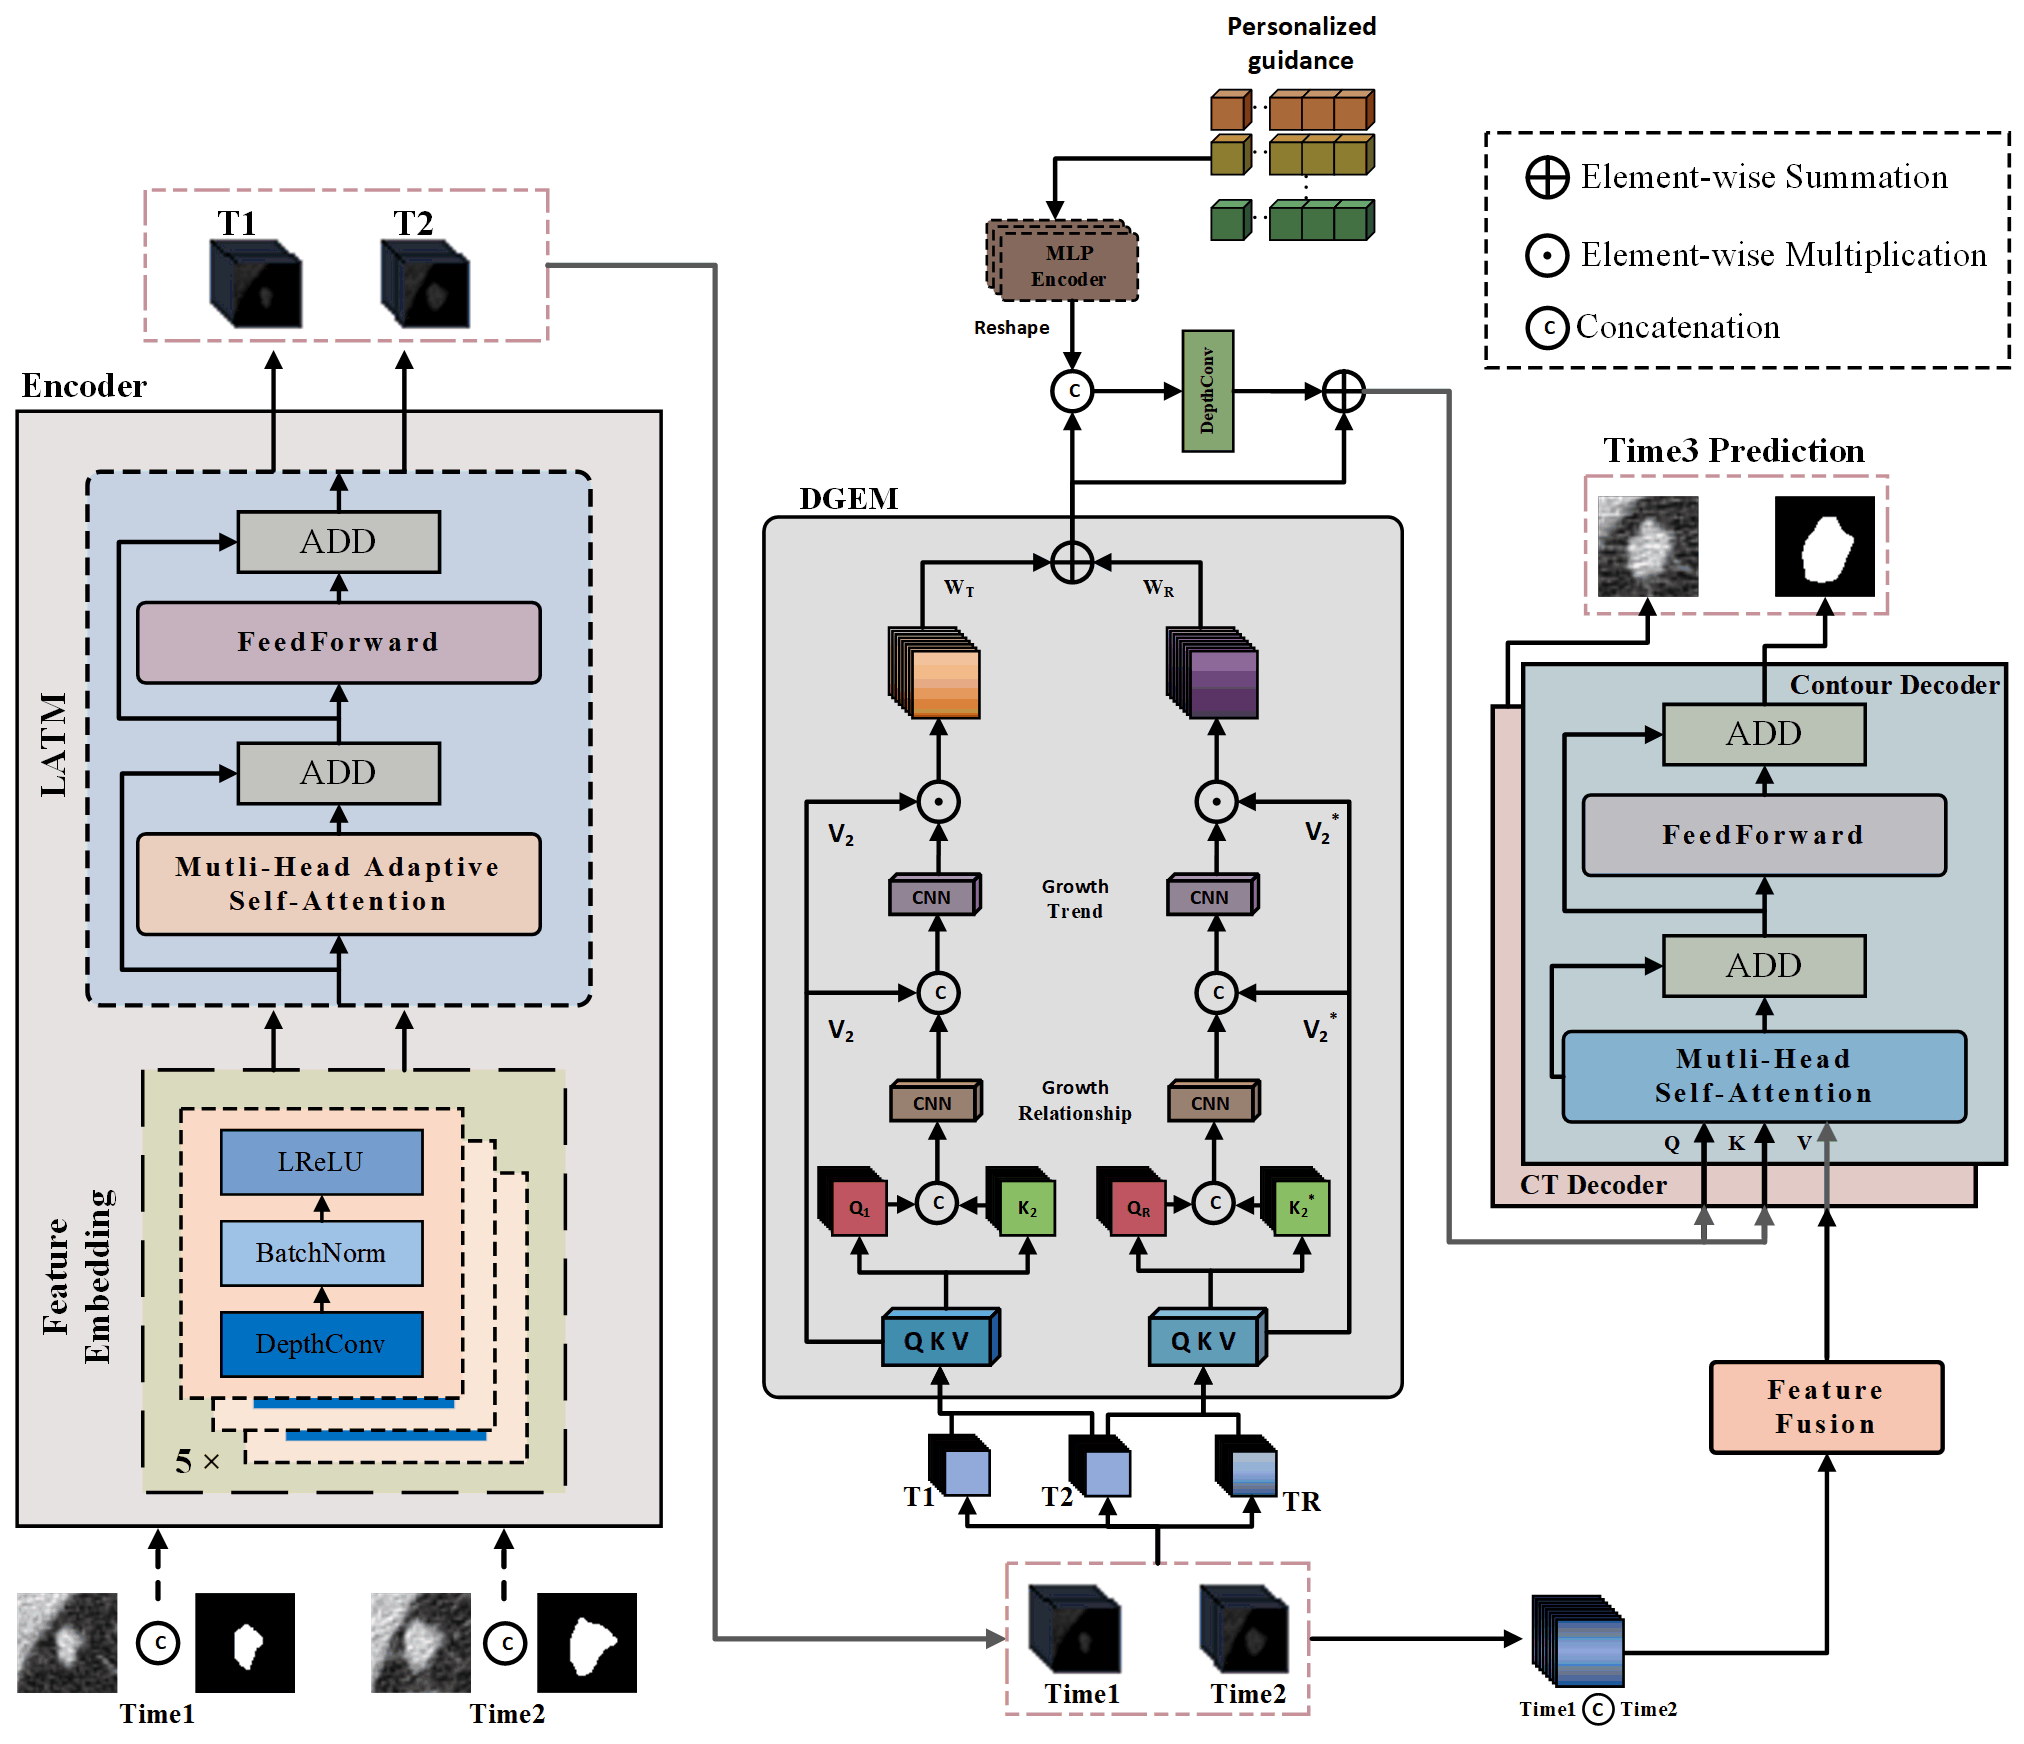 Personalized
guidance
Element-wise Summation
Element-wise Multiplication
C Concatenation
T1
T2
MLP
Encoder
Reshape
C
DepthConv
Encoder
ADD
FeedForward
ADD
Mutli-Head Adaptive
Self-Attention
LATM
LReLU
BatchNorm
DepthConv
5 ×
Feature
Embedding
C
C
Time1
Time2
DGEM
W_T
W_R
V_2
V_2^*
CNN
Growth
Trend
CNN
C
C
V_2
V_2^*
CNN
Growth
Relationship
CNN
Q_1
C
K_2
Q_R
C
K_2^*
Q K V
Q K V
T1
T2
TR
Time1
Time2
Time3 Prediction
Contour Decoder
ADD
FeedForward
ADD
Mutli-Head
Self-Attention
Q
K
V
CT Decoder
Feature
Fusion
Time1 C Time2